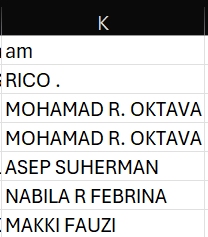 K
am
RICO .
MOHAMAD R. OKTAVA
MOHAMAD R. OKTAVA
ASEP SUHERMAN
NABILA R FEBRINA
MAKKI FAUZI